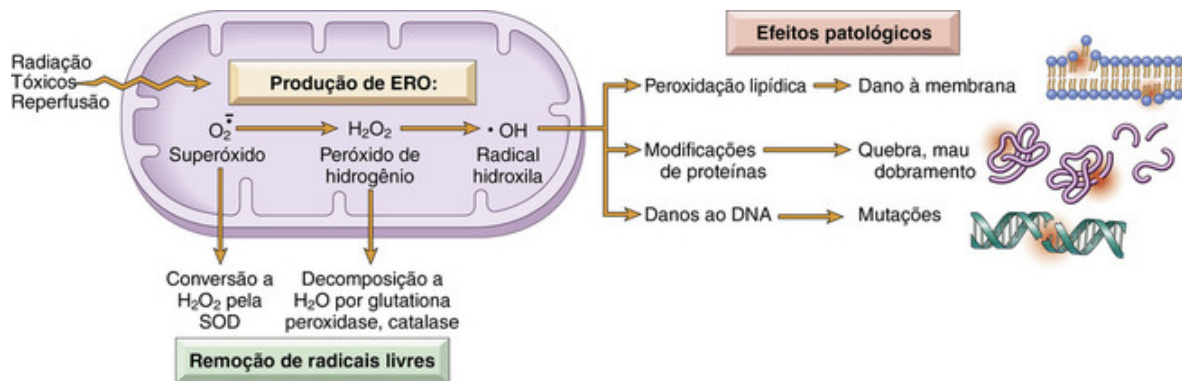 Efeitos patológicos
Radiação
Tóxicos
Reperfusão
Produção de ERO:
O₂•̄
Superóxido
H₂O₂
Peróxido de
hidrogênio
• OH
Radical
hidroxila
Peroxidação lipídica
Dano à membrana
Modificações
de proteínas
Quebra, mau
dobramento
Danos ao DNA
Mutações
Conversão a
H₂O₂ pela
SOD
Decomposição a
H₂O por glutationa
peroxidase, catalase
Remoção de radicais livres